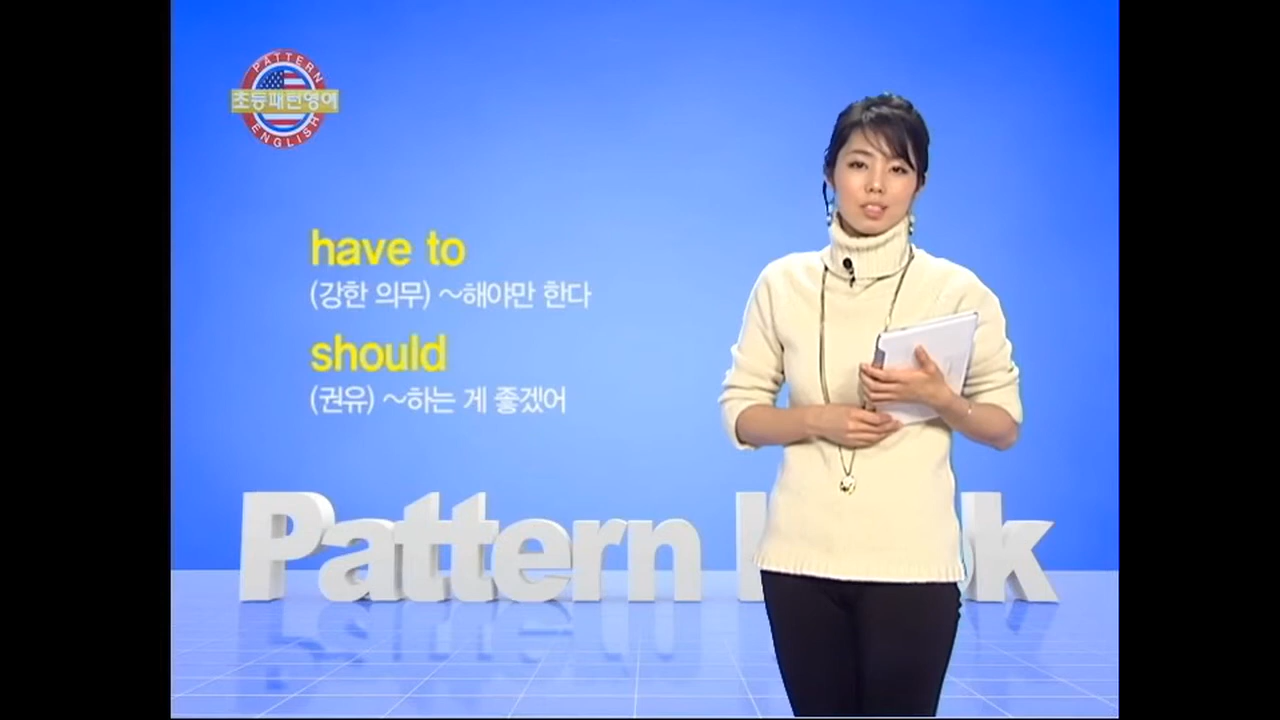 PATTERN
초등패턴영어
ENGLISH
have to
(강한 의무) ~해야만 한다
should
(권유) ~하는 게 좋겠어
Pattern